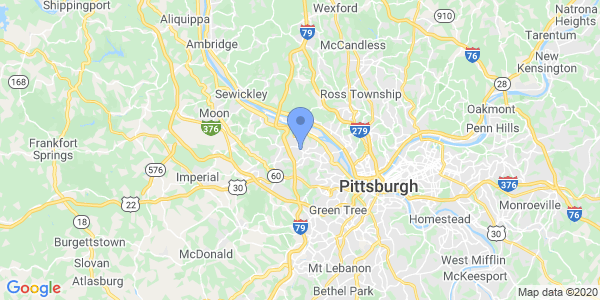 Shippingport
Wexford
Natrona
Heights
Aliquippa
79
910
Tarentum
Ambridge
McCandless
76
New
Kensington
168
28
Sewickley
Ross Township
Oakmont
Moon
376
279
Penn Hills
Frankfort
Springs
576
Imperial
60
30
Pittsburgh
376
22
Green Tree
Homestead
Monroeville
18
79
76
Burgettstown
McDonald
Slovan
West Mifflin
Atlasburg
Mt Lebanon
McKeesport
Google
Bethel Park
Map data ©2020